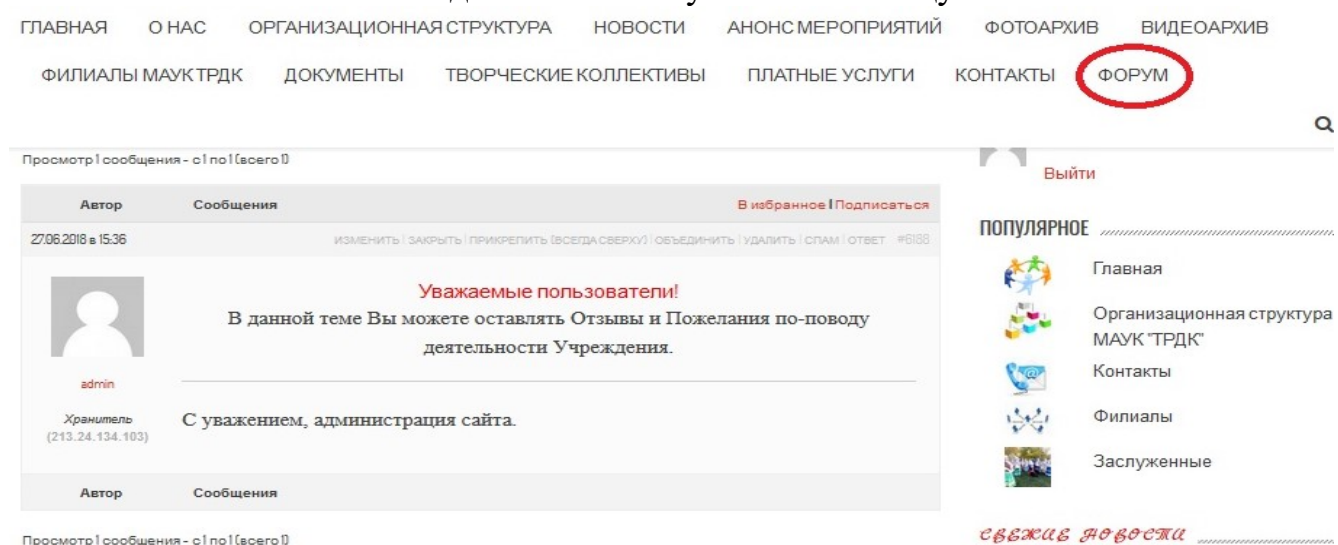 ГЛАВНАЯ О НАС ОРГАНИЗАЦИОННАЯ СТРУКТУРА НОВОСТИ АНОНС МЕРОПРИЯТИЙ ФОТОАРХИВ ВИДЕОАРХИВ
ФИЛИАЛЫ МАУК ТРДК ДОКУМЕНТЫ ТВОРЧЕСКИЕ КОЛЛЕКТИВЫ ПЛАТНЫЕ УСЛУГИ КОНТАКТЫ ФОРУМ
Просмотр 1 сообщения - с 1 по 1 (всего 1)
Автор Сообщения В избранное | Подписаться
27.06.2018 в 15:36 ИЗМЕНИТЬ | ЗАКРЫТЬ | ПРИКРЕПИТЬ (ВСЕГДА СВЕРХУ) | ОБЪЕДИНИТЬ | УДАЛИТЬ | СПАМ | ОТВЕТ #6188
Уважаемые пользователи!
В данной теме Вы можете оставлять Отзывы и Пожелания по-поводу
деятельности Учреждения.
admin
Хранитель
(213.24.134.103)
С уважением, администрация сайта.
Автор Сообщения
Просмотр 1 сообщения - с 1 по 1 (всего 1)
Выйти
ПОПУЛЯРНОЕ
Главная
Организационная структура
МАУК "ТРДК"
Контакты
Филиалы
Заслуженные
СВЕЖИЕ НОВОСТИ